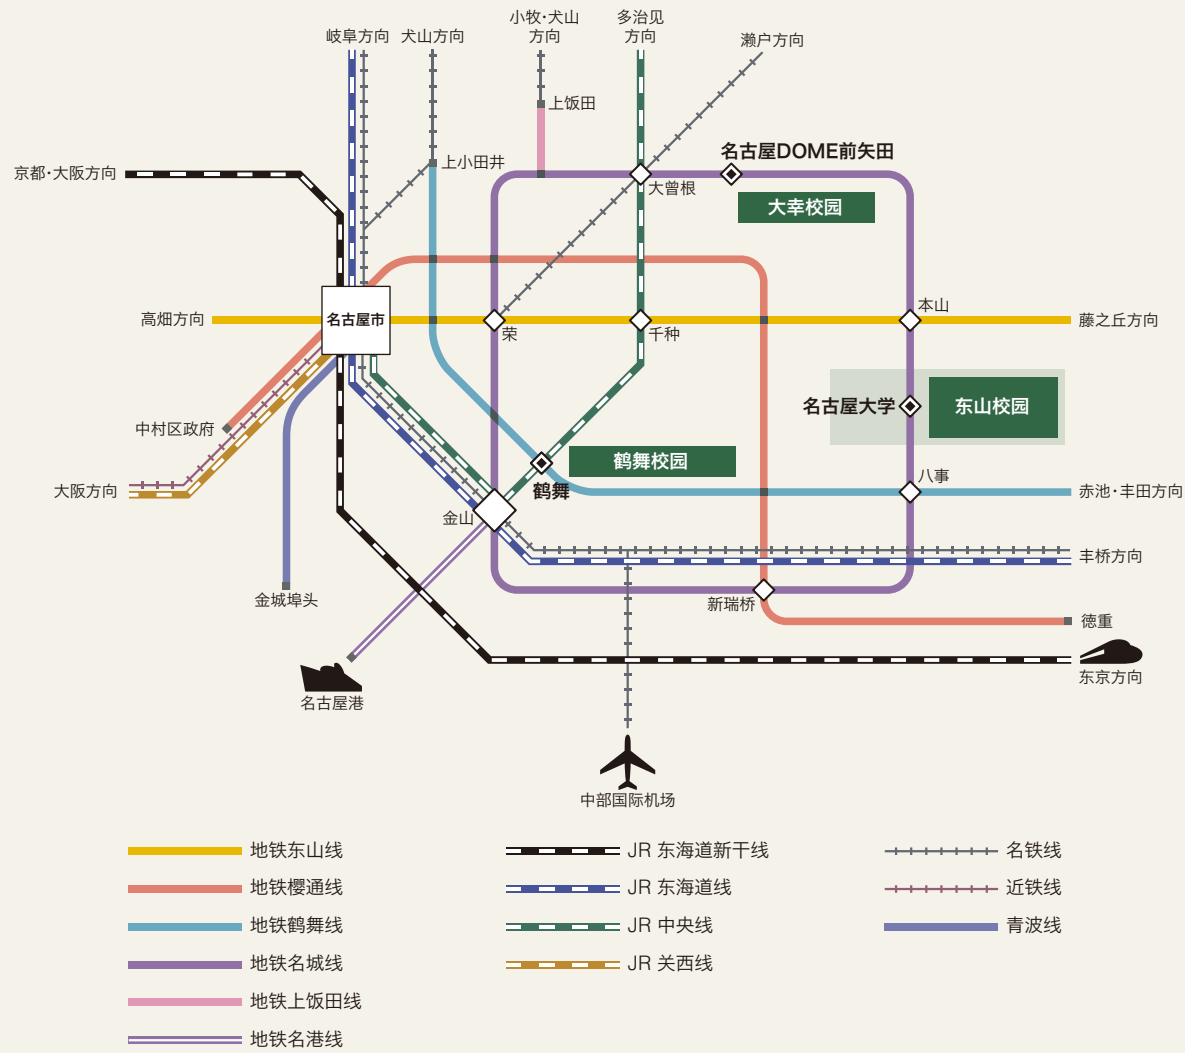 小牧·犬山
方向
多治见
方向
岐阜方向
犬山方向
濑户方向
上饭田
名古屋DOME前矢田
上小田井
京都·大阪方向
大曾根
大幸校园
本山
高畑方向
名古屋市
荣
千种
藤之丘方向
名古屋大学
东山校园
中村区政府
鹤舞校园
八事
大阪方向
鹤舞
赤池·丰田方向
金山
丰桥方向
金城埠头
新瑞桥
德重
东京方向
名古屋港
中部国际机场
地铁东山线
地铁樱通线
地铁鹤舞线
地铁名城线
地铁上饭田线
地铁名港线
JR 东海道新干线
JR 东海道线
JR 中央线
JR 关西线
名铁线
近铁线
青波线